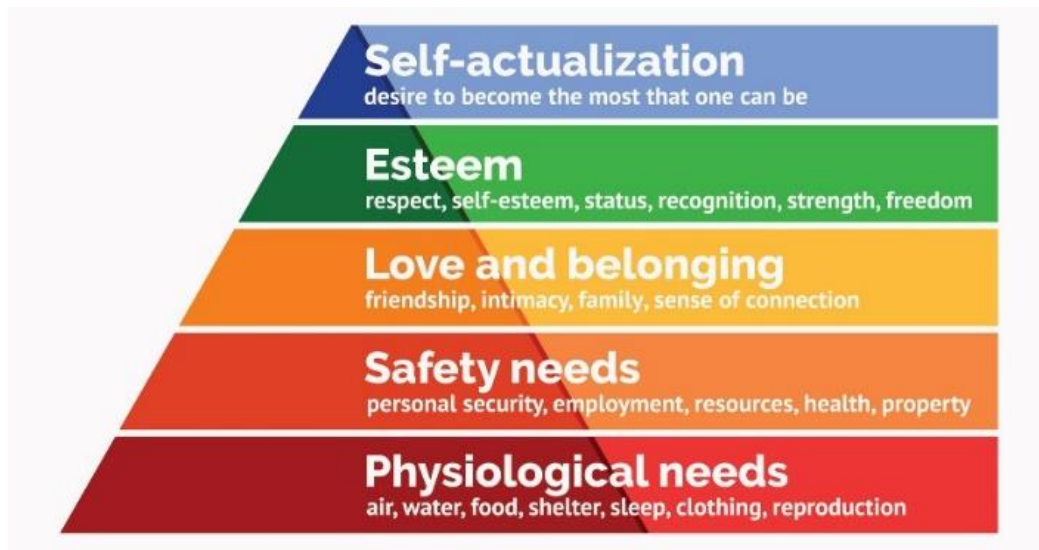 Self-actualization
desire to become the most that one can be
Esteem
respect, self-esteem, status, recognition, strength, freedom
Love and belonging
friendship, intimacy, family, sense of connection
Safety needs
personal security, employment, resources, health, property
Physiological needs
air, water, food, shelter, sleep, clothing, reproduction